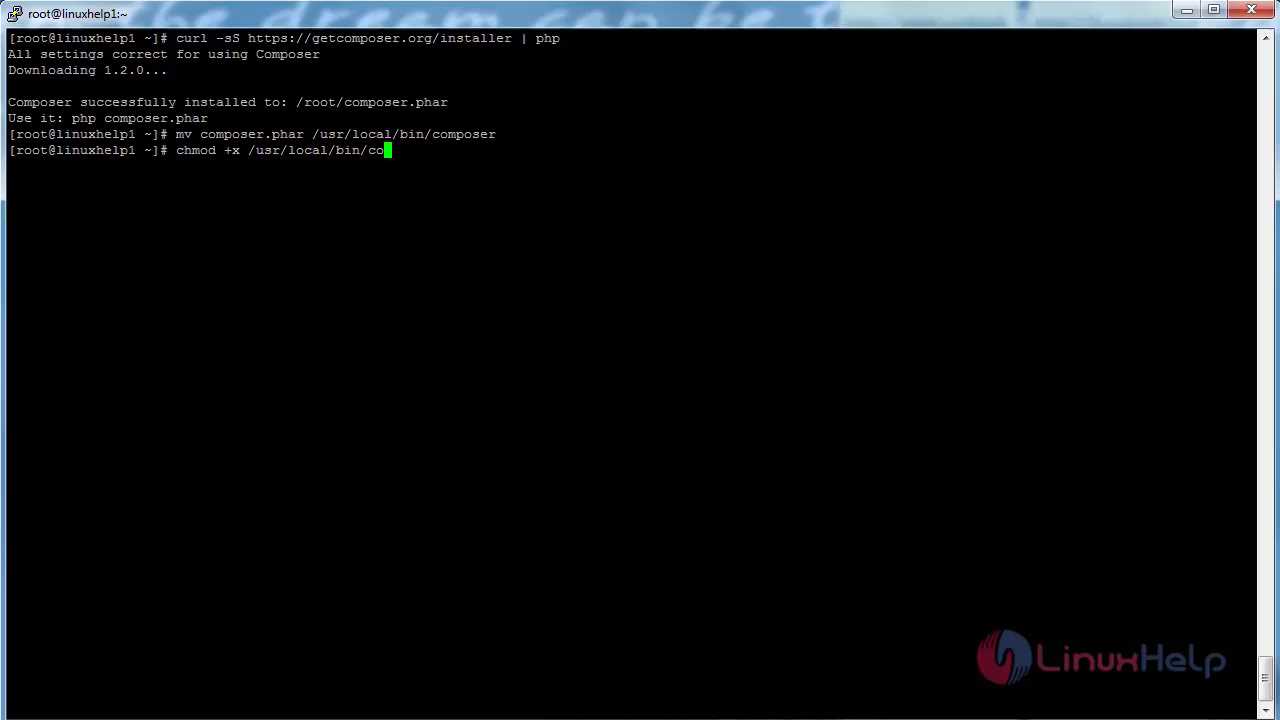 root@linuxhelp1:~
[root@linuxhelp1 ~]# curl -sS https://getcomposer.org/installer | php
All settings correct for using Composer
Downloading 1.2.0...
Composer successfully installed to: /root/composer.phar
Use it: php composer.phar
[root@linuxhelp1 ~]# mv composer.phar /usr/local/bin/composer
[root@linuxhelp1 ~]# chmod +x /usr/local/bin/co
LinuxHelp